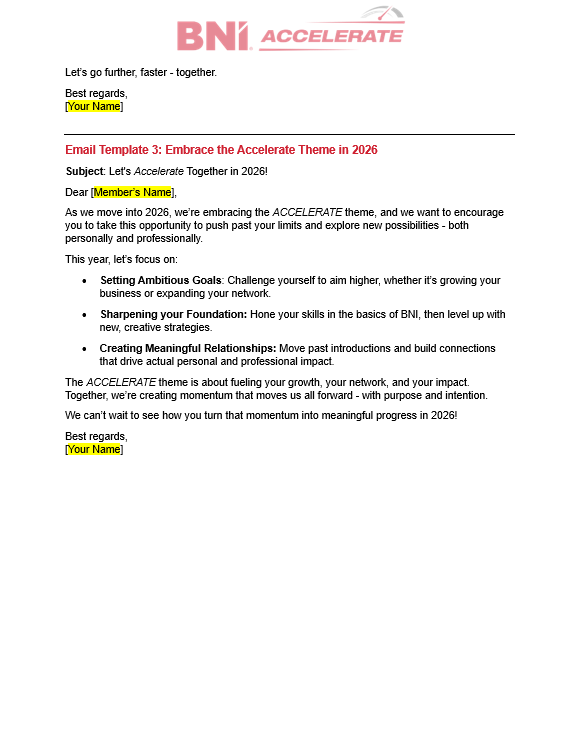 BNI ACCELERATE
Let's go further, faster - together.
Best regards,
[Your Name]
Email Template 3: Embrace the Accelerate Theme in 2026
Subject: Let's Accelerate Together in 2026!
Dear [Member's Name],
As we move into 2026, we're embracing the ACCELERATE theme, and we want to encourage
you to take this opportunity to push past your limits and explore new possibilities - both
personally and professionally.
This year, let's focus on:
• Setting Ambitious Goals: Challenge yourself to aim higher, whether it's growing your
business or expanding your network.
• Sharpening your Foundation: Hone your skills in the basics of BNI, then level up with
new, creative strategies.
• Creating Meaningful Relationships: Move past introductions and build connections
that drive actual personal and professional impact.
The ACCELERATE theme is about fueling your growth, your network, and your impact.
Together, we're creating momentum that moves us all forward - with purpose and intention.
We can't wait to see how you turn that momentum into meaningful progress in 2026!
Best regards,
[Your Name]